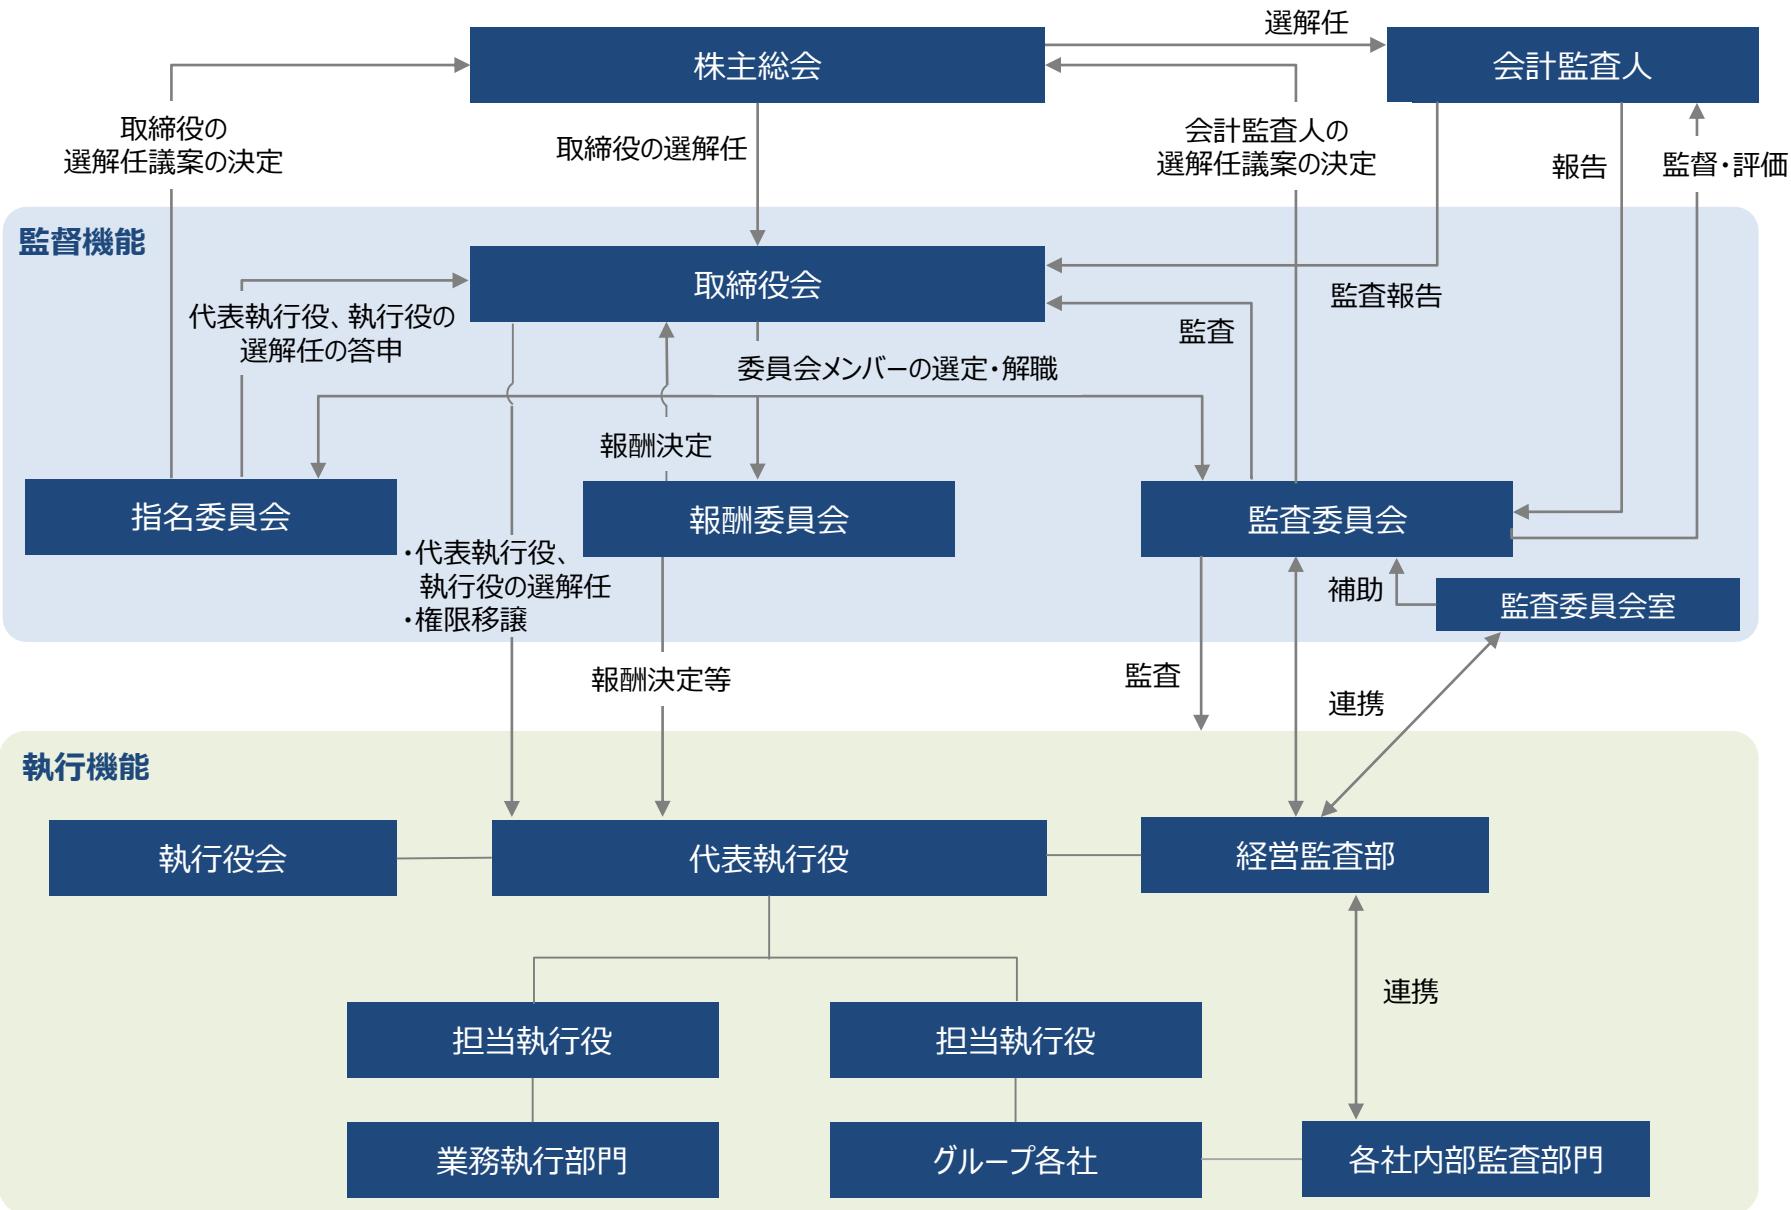 選解任
株主総会
会計監査人
取締役の
選解任議案の決定
取締役の選解任
会計監査人の
選解任議案の決定
報告
監督・評価
監督機能
取締役会
監査報告
代表執行役、執行役の
選解任の答申
監査
委員会メンバーの選定・解職
報酬決定
指名委員会
報酬委員会
監査委員会
・代表執行役、
執行役の選解任
・権限移譲
補助
監査委員会室
報酬決定等
監査
連携
執行機能
執行役会
代表執行役
経営監査部
連携
担当執行役
担当執行役
業務執行部門
グループ各社
各社内部監査部門